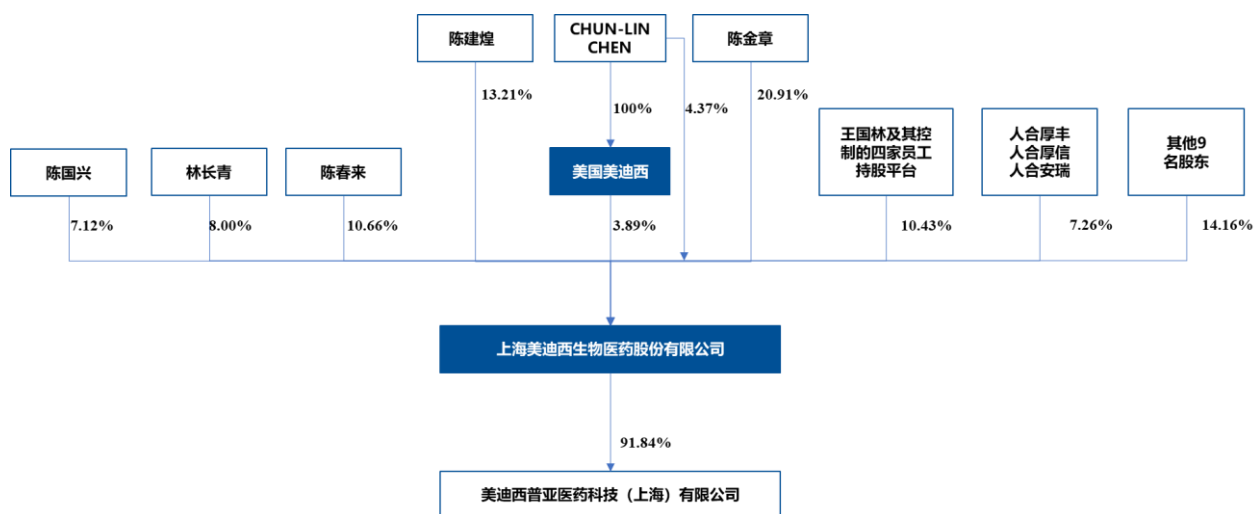 陈建煌
CHUN-LIN
CHEN
陈金章
13.21%
100%
4.37%
20.91%
陈国兴
林长青
陈春来
美国美迪西
王国林及其控
制的四家员工
持股平台
人合厚丰
人合厚信
人合安瑞
其他9
名股东
7.12%
8.00%
10.66%
3.89%
10.43%
7.26%
14.16%
上海美迪西生物医药股份有限公司
91.84%
美迪西普亚医药科技（上海）有限公司